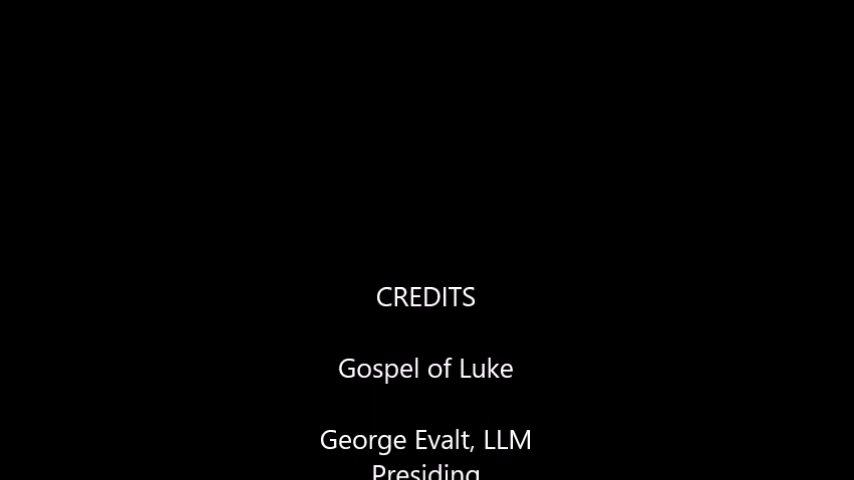 CREDITS
Gospel of Luke
George Evalt, LLM
Presiding